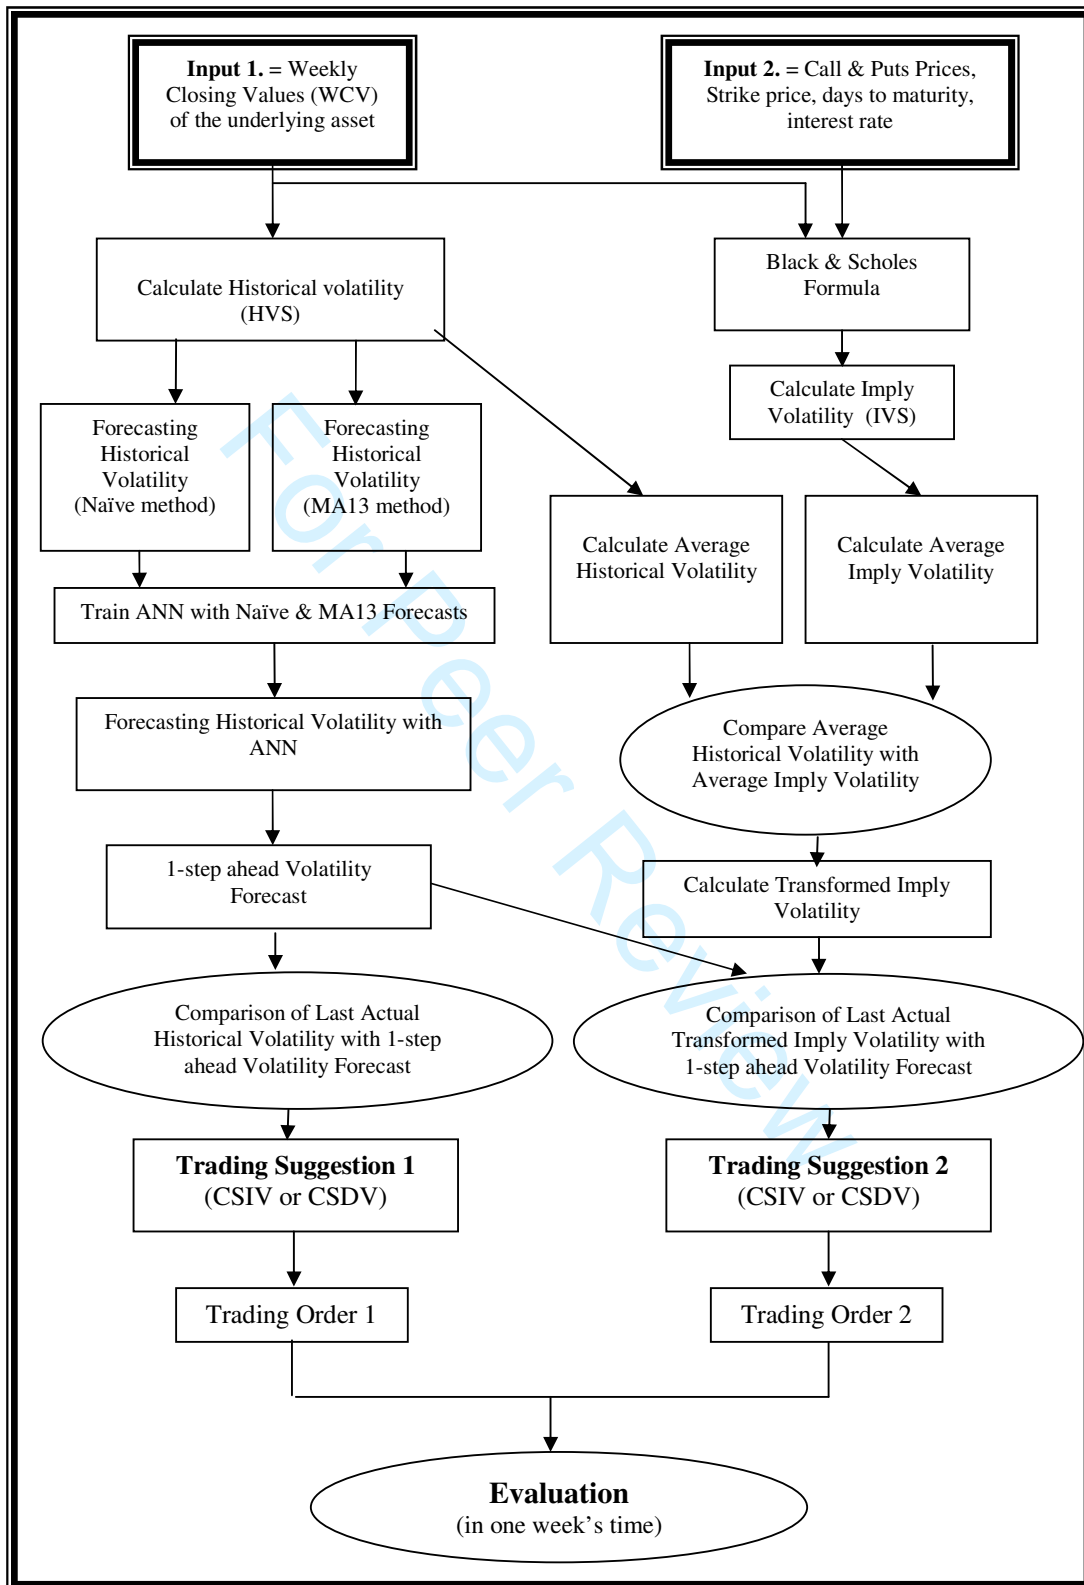 Input 1. = Weekly
Closing Values (WCV)
of the underlying asset
Input 2. = Call & Puts Prices,
Strike price, days to maturity,
interest rate
Calculate Historical volatility
(HVS)
Black & Scholes
Formula
Calculate Imply
Volatility (IVS)
Forecasting
Historical
Volatility
(Naïve method)
Forecasting
Historical
Volatility
(MA13 method)
Calculate Average
Historical Volatility
Calculate Average
Imply Volatility
Train ANN with Naïve & MA13 Forecasts
Forecasting Historical Volatility with
ANN
Compare Average
Historical Volatility with
Average Imply Volatility
1-step ahead Volatility
Forecast
Calculate Transformed Imply
Volatility
Comparison of Last Actual
Historical Volatility with 1-step
ahead Volatility Forecast
Comparison of Last Actual
Transformed Imply Volatility with
1-step ahead Volatility Forecast
Trading Suggestion 1
(CSIV or CSDV)
Trading Suggestion 2
(CSIV or CSDV)
Trading Order 1
Trading Order 2
Evaluation
(in one week's time)
For Peer Review